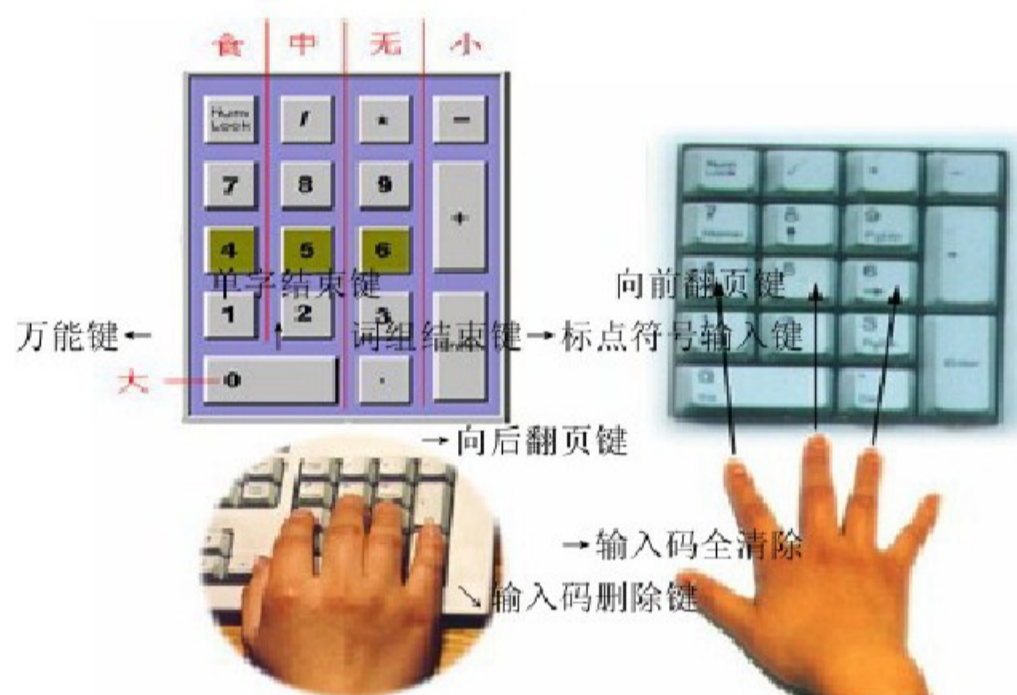 食 中 无 小
Num Lock / * -
7 8 9
+
4 5 6
单字结束键 向前翻页键
1 2 3
万能键← 词组结束键→标点符号输入键
大 0 .
→向后翻页键
→输入码全清除
↘输入码删除键